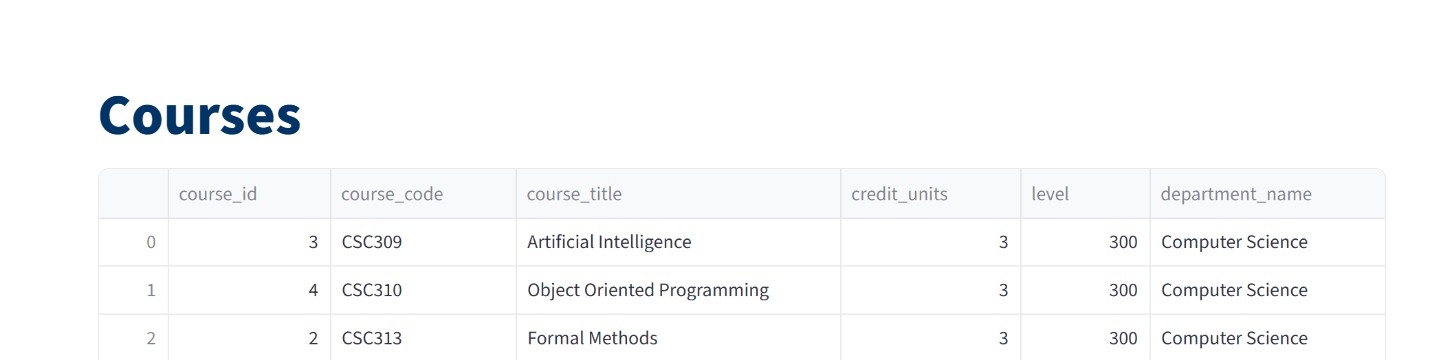 Courses
course_id course_code course_title credit_units level department_name
0 3 CSC309 Artificial Intelligence 3 300 Computer Science
1 4 CSC310 Object Oriented Programming 3 300 Computer Science
2 2 CSC313 Formal Methods 3 300 Computer Science